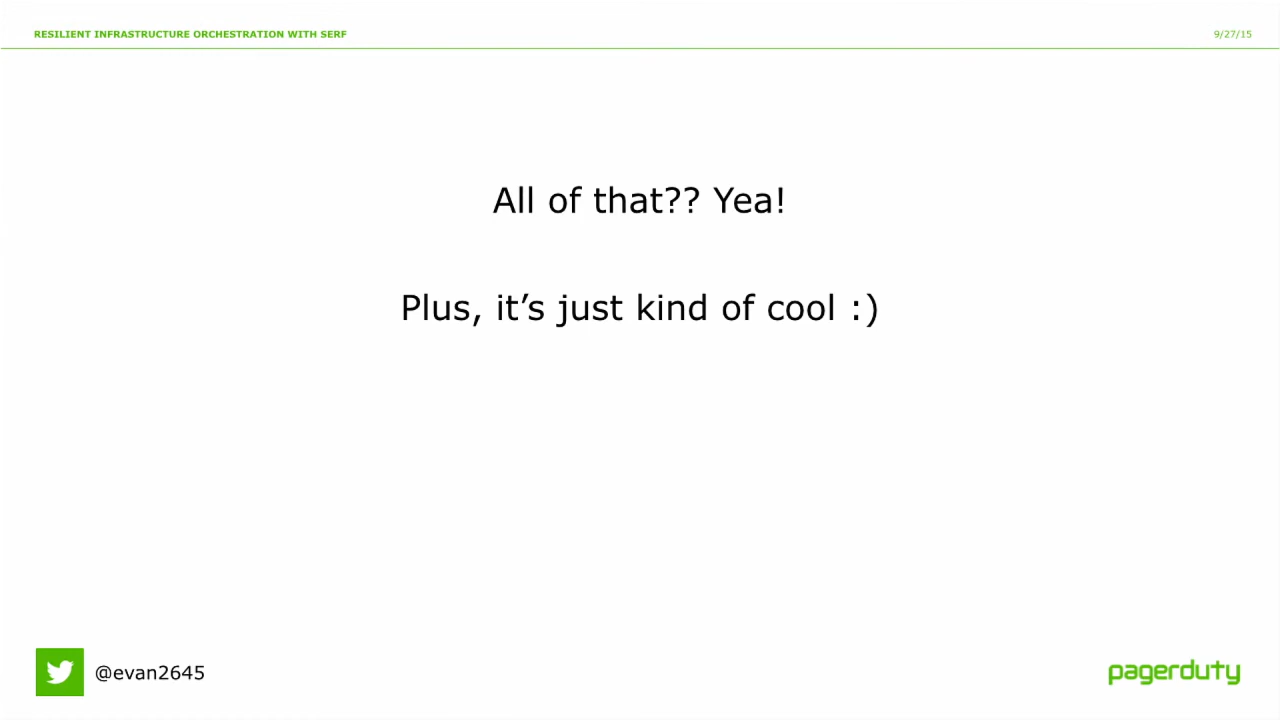 RESILIENT INFRASTRUCTURE ORCHESTRATION WITH SERF
9/27/15
All of that?? Yea!
Plus, it’s just kind of cool :)
@evan2645
pagerduty